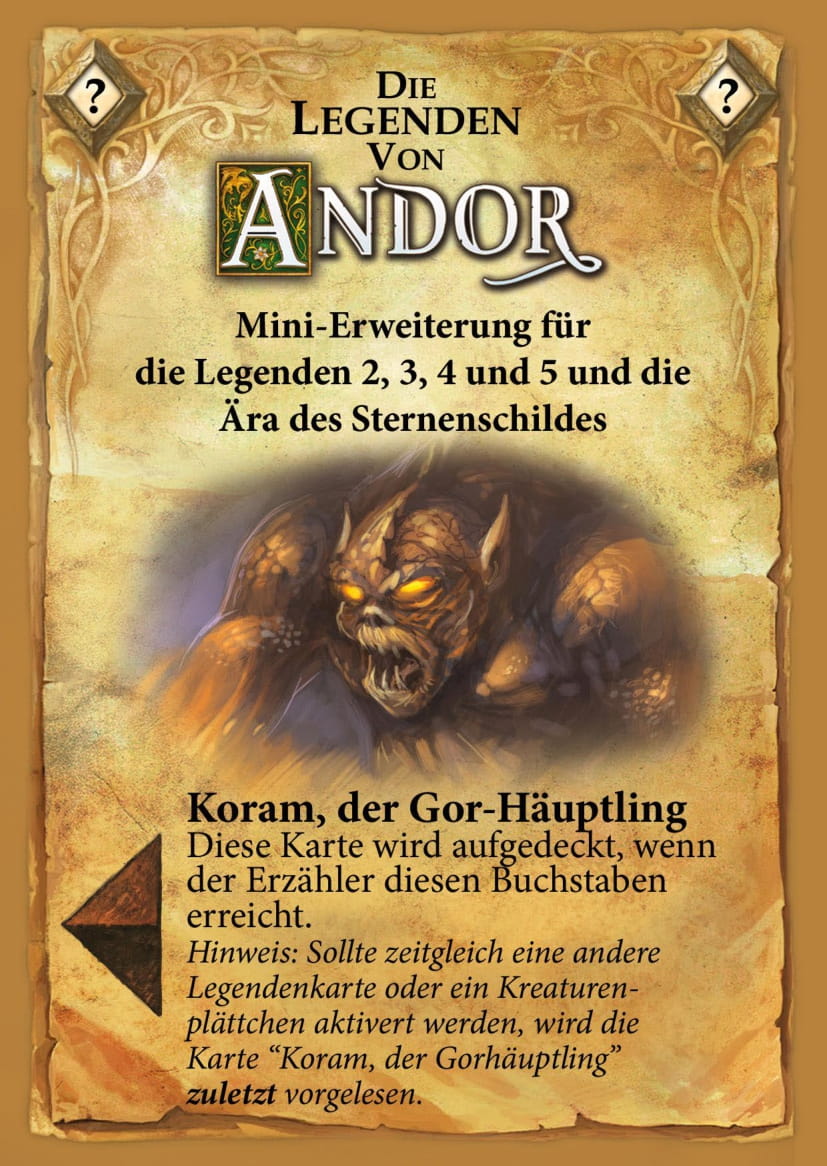 ? ?
Die
Legenden
Von
Andor
Mini-Erweiterung für
die Legenden 2, 3, 4 und 5 und die
Ära des Sternenschildes
Koram, der Gor-Häuptling
Diese Karte wird aufgedeckt, wenn
der Erzähler diesen Buchstaben
erreicht.
Hinweis: Sollte zeitgleich eine andere
Legendenkarte oder ein Kreaturen-
plättchen aktivert werden, wird die
Karte “Koram, der Gorhäuptling”
zuletzt vorgelesen.